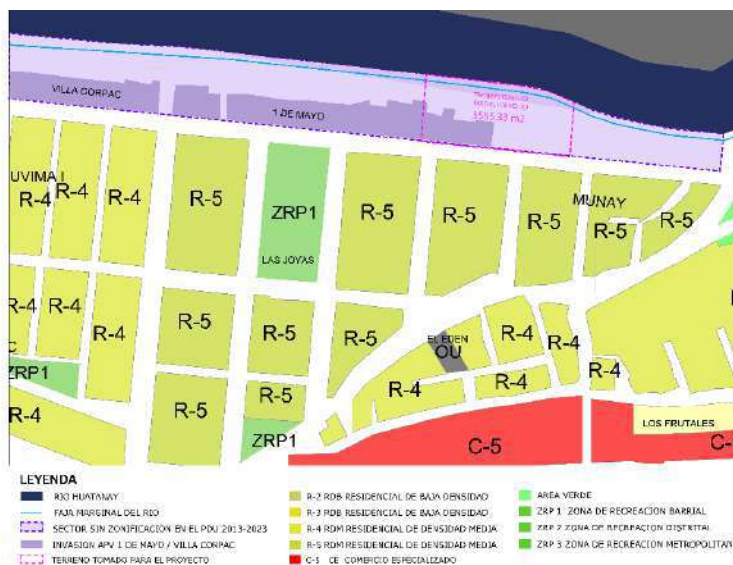 VILLA CORPAC
1 DE MAYO
3595.33 m2
UVIMA I
R-4
R-4
R-4
R-5
ZRP1
LAS JOYAS
R-5
R-5
R-5
MUNAY
R-5
R-5
R-4
R-4
R-4
R-5
R-5
R-5
EL EDEN
OU
R-4
R-4
R-4
R-4
R-4
ZRP1
R-4
R-5
R-5
ZRP1
C-5
LOS FRUTALES
C-
LEYENDA
RIO HUATANAY
FAJA MARGINAL DEL RIO
SECTOR SIN ZONIFICACION EN EL PDU 2013-2023
INVASION APV 1 DE MAYO / VILLA CORPAC
TERRENO TOMADO PARA EL PROYECTO
R-2 RDB RESIDENCIAL DE BAJA DENSIDAD
R-3 RDB RESIDENCIAL DE BAJA DENSIDAD
R-4 RDM RESIDENCIAL DE DENSIDAD MEDIA
R-5 RDM RESIDENCIAL DE DENSIDAD MEDIA
C-5 CE COMERCIO ESPECIALIZADO
AREA VERDE
ZRP 1 ZONA DE RECREACION BARRIAL
ZRP 2 ZONA DE RECREACION DISTRITAL
ZRP 3 ZONA DE RECREACION METROPOLITAN